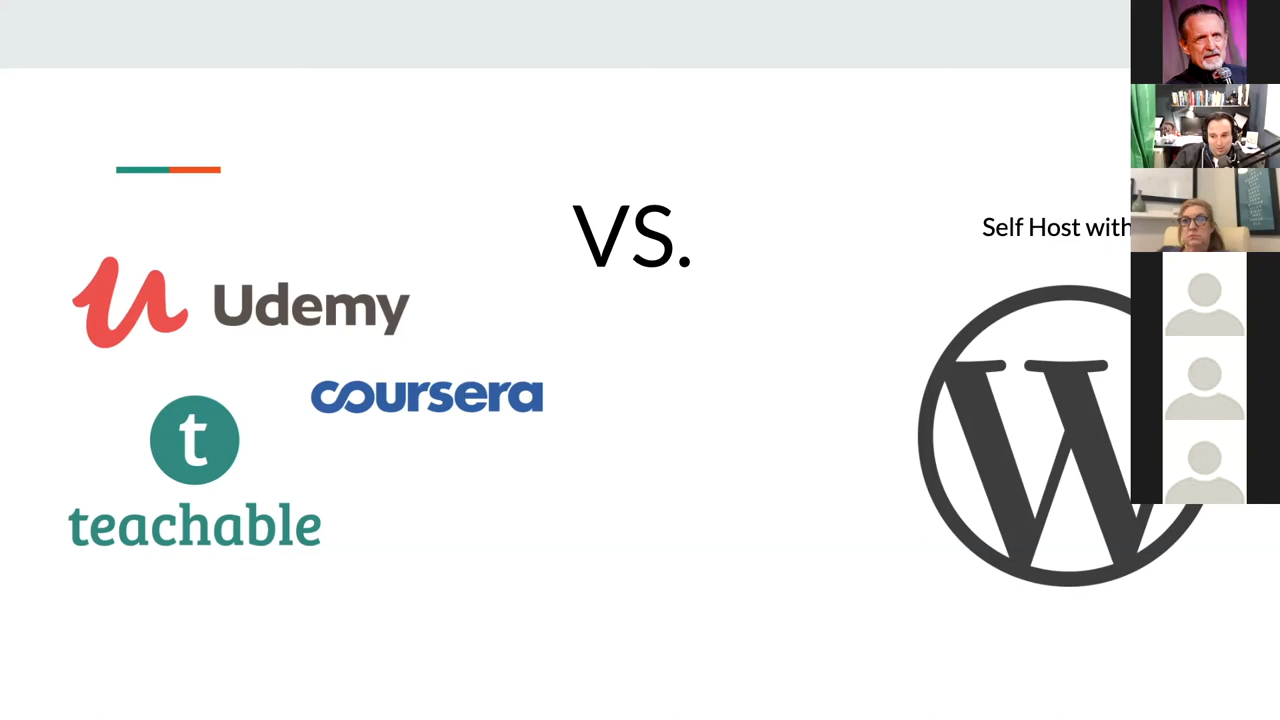 VS.
Self Host with
Udemy
coursera
t
teachable